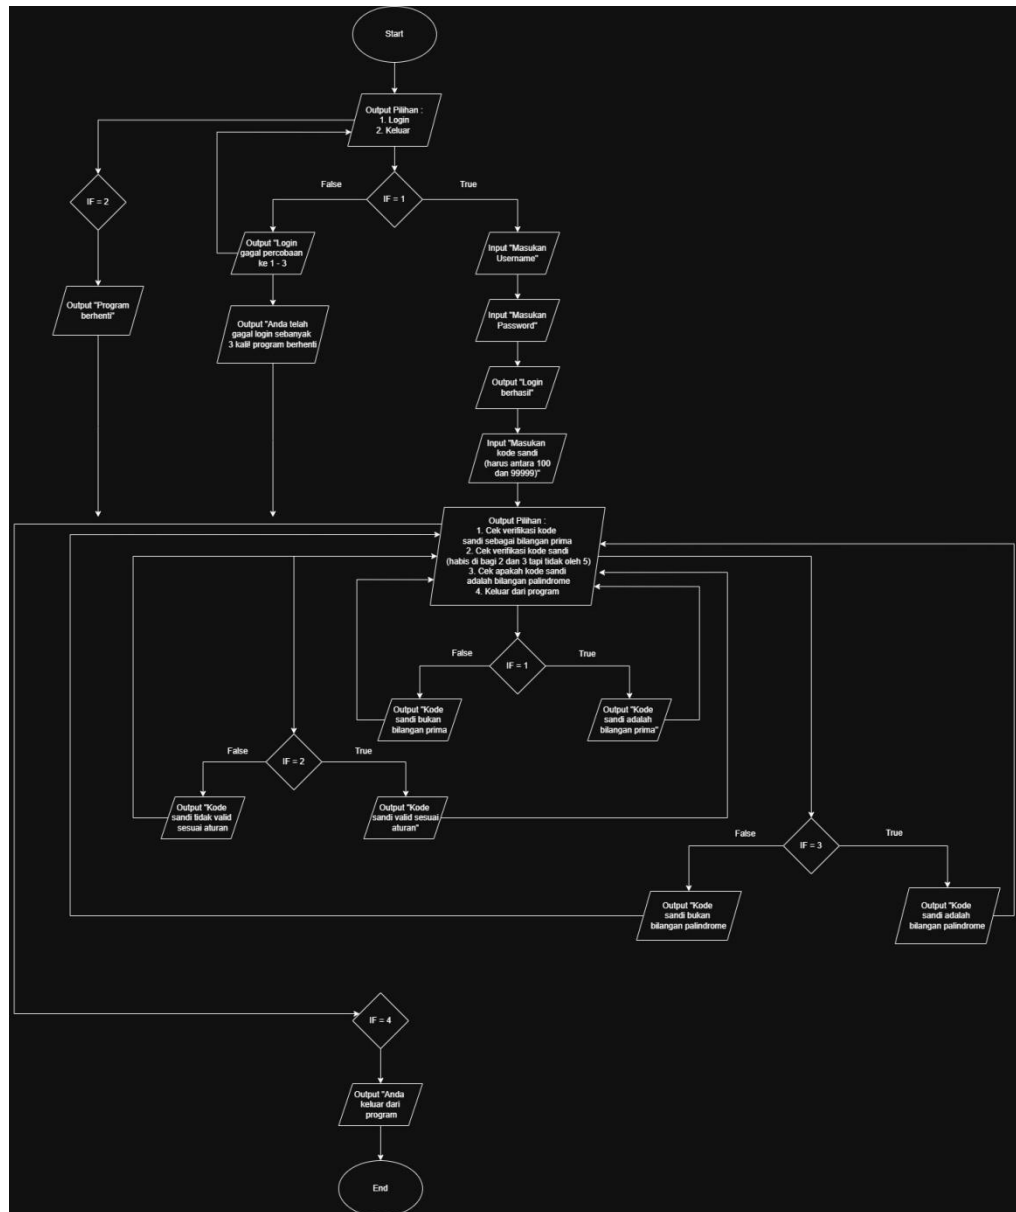 Start
Output Pilihan :
1. Login
2. Keluar
False
True
IF = 2
IF = 1
Output "Login
gagal percobaan
ke 1 - 3
Input "Masukan
Username"
Output "Program
berhenti"
Output "Anda telah
gagal login sebanyak
3 kali! program berhenti
Input "Masukan
Password"
Output "Login
berhasil"
Input "Masukan
kode sandi
(harus antara 100
dan 99999)"
Output Pilihan :
1. Cek verifikasi kode
sandi sebagai bilangan prima
2. Cek verifikasi kode sandi
(habis di bagi 2 dan 3 tapi tidak oleh 5)
3. Cek apakah kode sandi
adalah bilangan palindrome
4. Keluar dari program
False
True
IF = 1
Output "Kode
sandi bukan
bilangan prima
Output "Kode
sandi adalah
bilangan prima"
False
True
IF = 2
Output "Kode
sandi tidak valid
sesuai aturan
Output "Kode
sandi valid sesuai
aturan"
False
True
IF = 3
Output "Kode
sandi bukan
bilangan palindrome
Output "Kode
sandi adalah
bilangan palindrome
IF = 4
Output "Anda
keluar dari
program
End